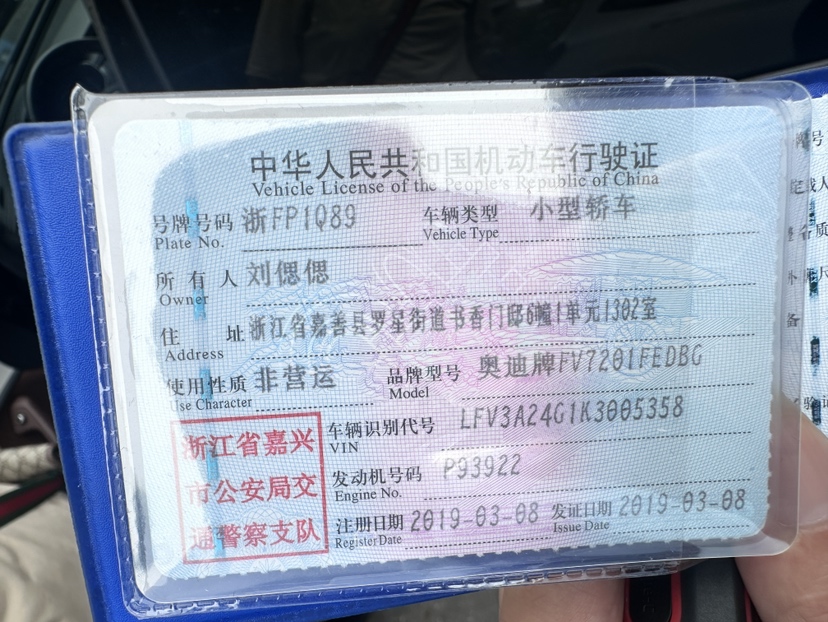 中华人民共和国机动车行驶证
Vehicle License of the People's Republic of China
号牌号码 浙FP1Q89 车辆类型 小型轿车
Plate No. Vehicle Type
所有人 刘偲偲
Owner
住址 浙江省嘉善县罗星街道书香门邸6幢1单元1302室
Address
使用性质 非营运 品牌型号 奥迪牌FV7201FEDBG
Use Character Model
车辆识别代号 LFV3A24G1K3005358
VIN
发动机号码 P93922
Engine No.
注册日期 2019-03-08 发证日期 2019-03-08
Register Date Issue Date
浙江省嘉兴
市公安局交
通警察支队